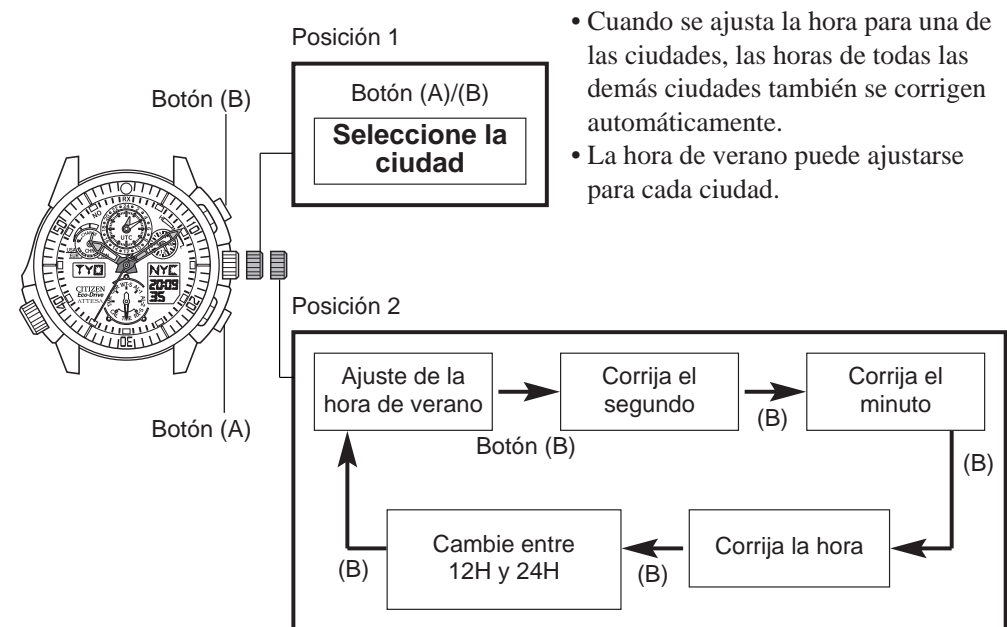 Posición 1
Botón (A)/(B)
Seleccione la
ciudad
• Cuando se ajusta la hora para una de
las ciudades, las horas de todas las
demás ciudades también se corrigen
automáticamente.
• La hora de verano puede ajustarse
para cada ciudad.
Botón (B)
UTC
TYO
NYC
CITIZEN
Eco-Drive
ATTESA
20:09
35
Botón (A)
Posición 2
Ajuste de la
hora de verano
Botón (B)
Corrija el
segundo
(B)
Corrija el
minuto
(B)
Corrija la hora
(B)
Cambie entre
12H y 24H
(B)